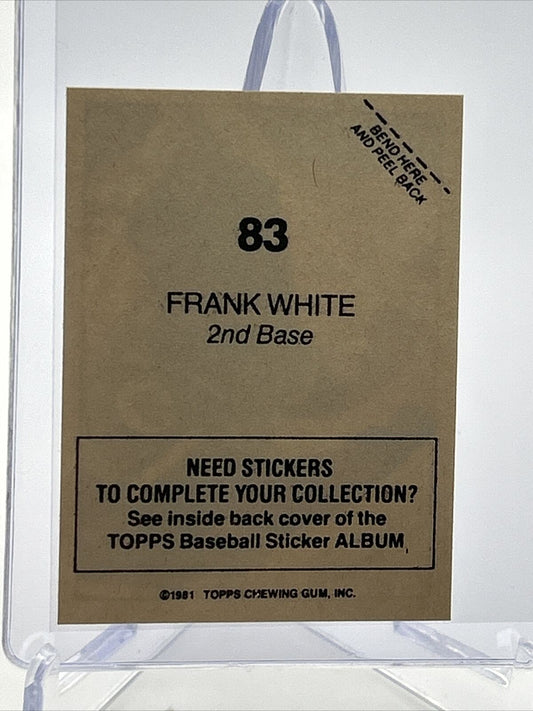 BEND HERE
AND PEEL BACK
83
FRANK WHITE
2nd Base
NEED STICKERS
TO COMPLETE YOUR COLLECTION?
See inside back cover of the
TOPPS Baseball Sticker ALBUM
©1981 TOPPS CHEWING GUM, INC.